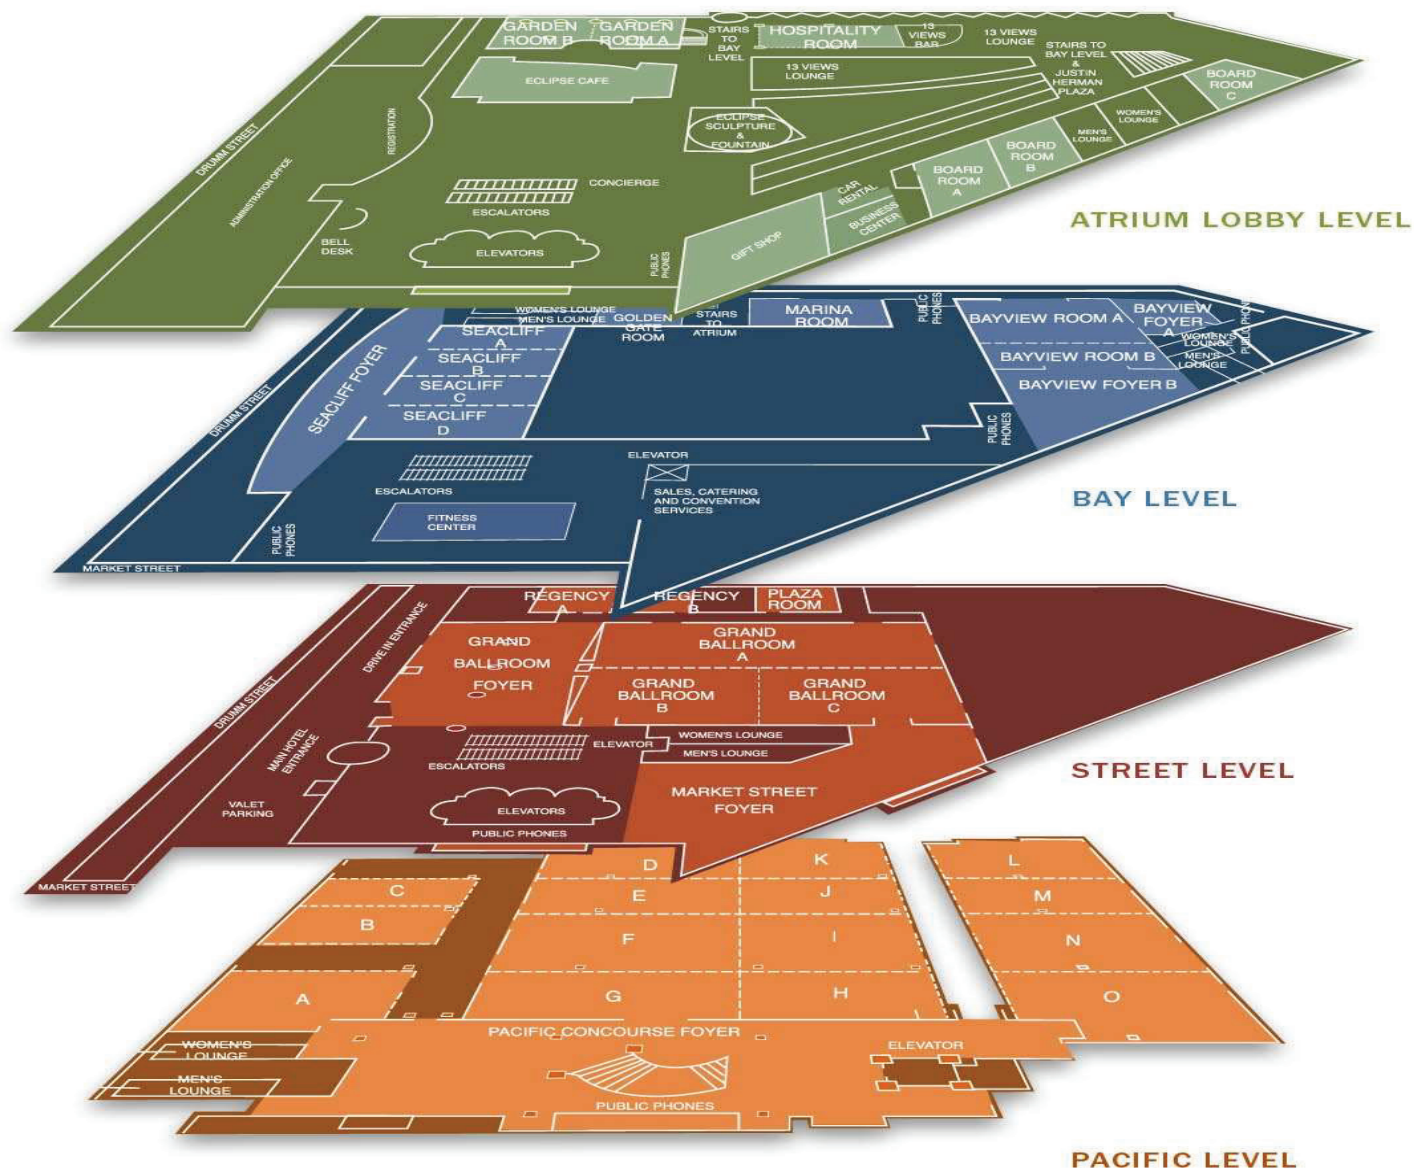 GARDEN
ROOM B
GARDEN
ROOM A
STAIRS
TO
BAY
LEVEL
HOSPITALITY
ROOM
13
VIEWS
BAR
13 VIEWS
LOUNGE
STAIRS TO
BAY LEVEL
&
JUSTIN
HERMAN
PLAZA
13 VIEWS
LOUNGE
BOARD
ROOM
C
ECLIPSE CAFE
ECLIPSE
SCULPTURE
&
FOUNTAIN
WOMEN'S
LOUNGE
MEN'S
LOUNGE
BOARD
ROOM
B
BOARD
ROOM
A
DRUMM STREET
REGISTRATION
ADMINISTRATION OFFICE
CONCIERGE
ESCALATORS
CAR
RENTAL
BUSINESS
CENTER
BELL
DESK
ELEVATORS
PUBLIC
PHONES
GIFT SHOP
ATRIUM LOBBY LEVEL
WOMEN'S LOUNGE
MEN'S LOUNGE
GOLDEN
GATE
ROOM
STAIRS
TO
ATRIUM
MARINA
ROOM
PUBLIC
PHONES
BAYVIEW ROOM A
BAYVIEW
FOYER
A
PUBLIC PHONES
WOMEN'S
LOUNGE
MEN'S
LOUNGE
SEACLIFF
A
SEACLIFF
B
SEACLIFF
C
SEACLIFF
D
SEACLIFF FOYER
BAYVIEW ROOM B
BAYVIEW FOYER B
DRUMM STREET
PUBLIC
PHONES
ELEVATOR
ESCALATORS
SALES, CATERING
AND CONVENTION
SERVICES
FITNESS
CENTER
PUBLIC
PHONES
MARKET STREET
BAY LEVEL
REGENCY
A
REGENCY
B
PLAZA
ROOM
DRIVE IN ENTRANCE
GRAND
BALLROOM
FOYER
GRAND
BALLROOM
A
GRAND
BALLROOM
B
GRAND
BALLROOM
C
DRUMM STREET
MAIN HOTEL
ENTRANCE
WOMEN'S LOUNGE
ELEVATOR
MEN'S LOUNGE
ESCALATORS
VALET
PARKING
MARKET STREET
FOYER
ELEVATORS
PUBLIC PHONES
MARKET STREET
STREET LEVEL
C
B
A
D
E
F
G
K
J
I
H
L
M
N
O
PACIFIC CONCOURSE FOYER
WOMEN'S
LOUNGE
MEN'S
LOUNGE
ELEVATOR
PUBLIC PHONES
PACIFIC LEVEL